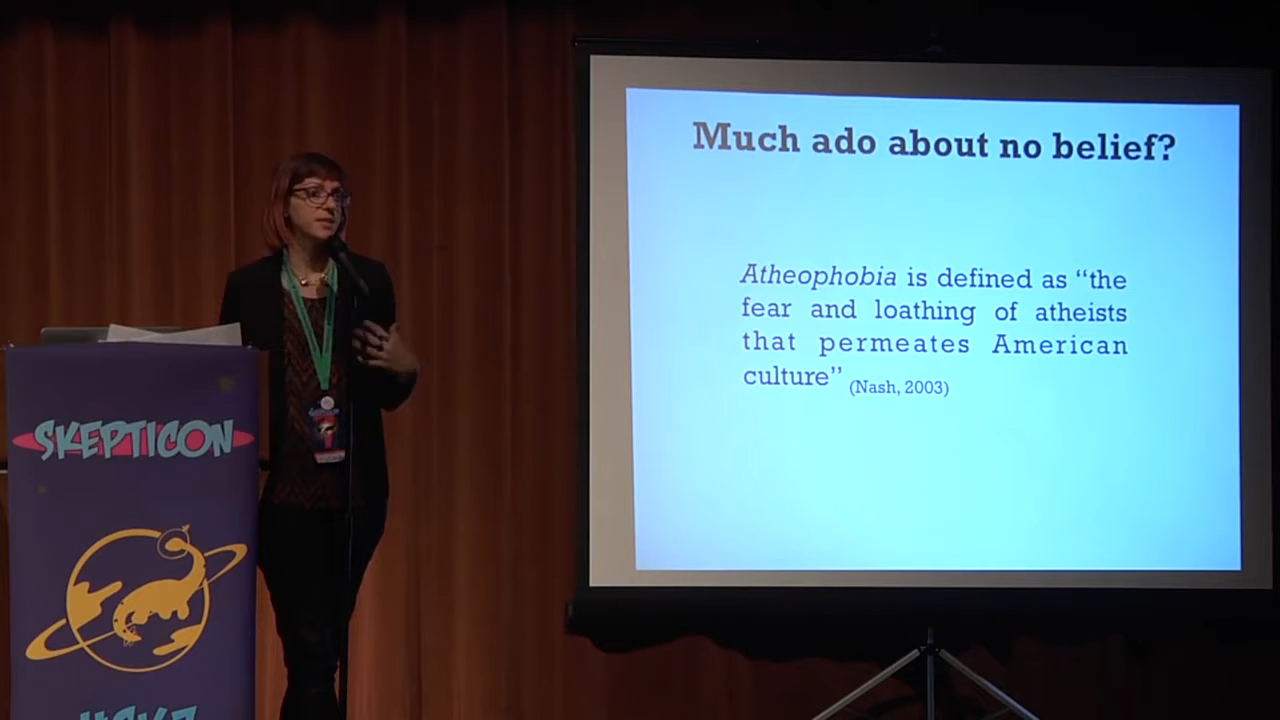 Much ado about no belief?
Atheophobia is defined as “the
fear and loathing of atheists
that permeates American
culture” (Nash, 2003)
SKEPTICON